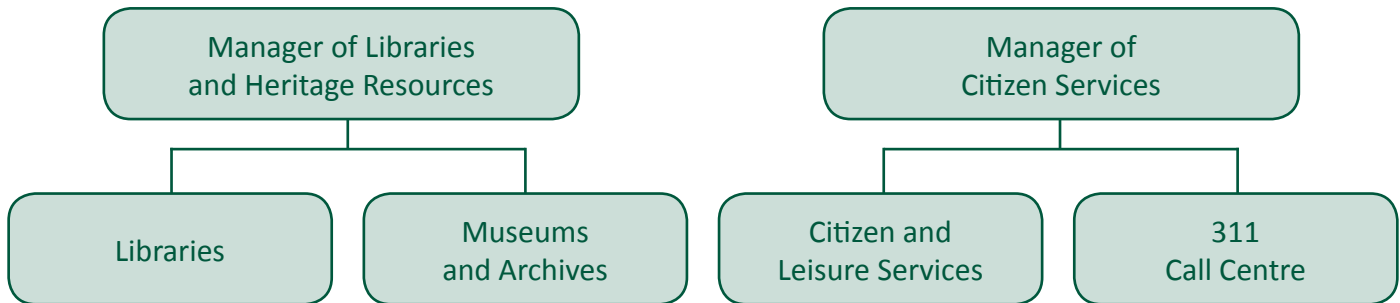 Manager of Libraries
and Heritage Resources
Manager of
Citizen Services
Libraries
Museums
and Archives
Citizen and
Leisure Services
311
Call Centre